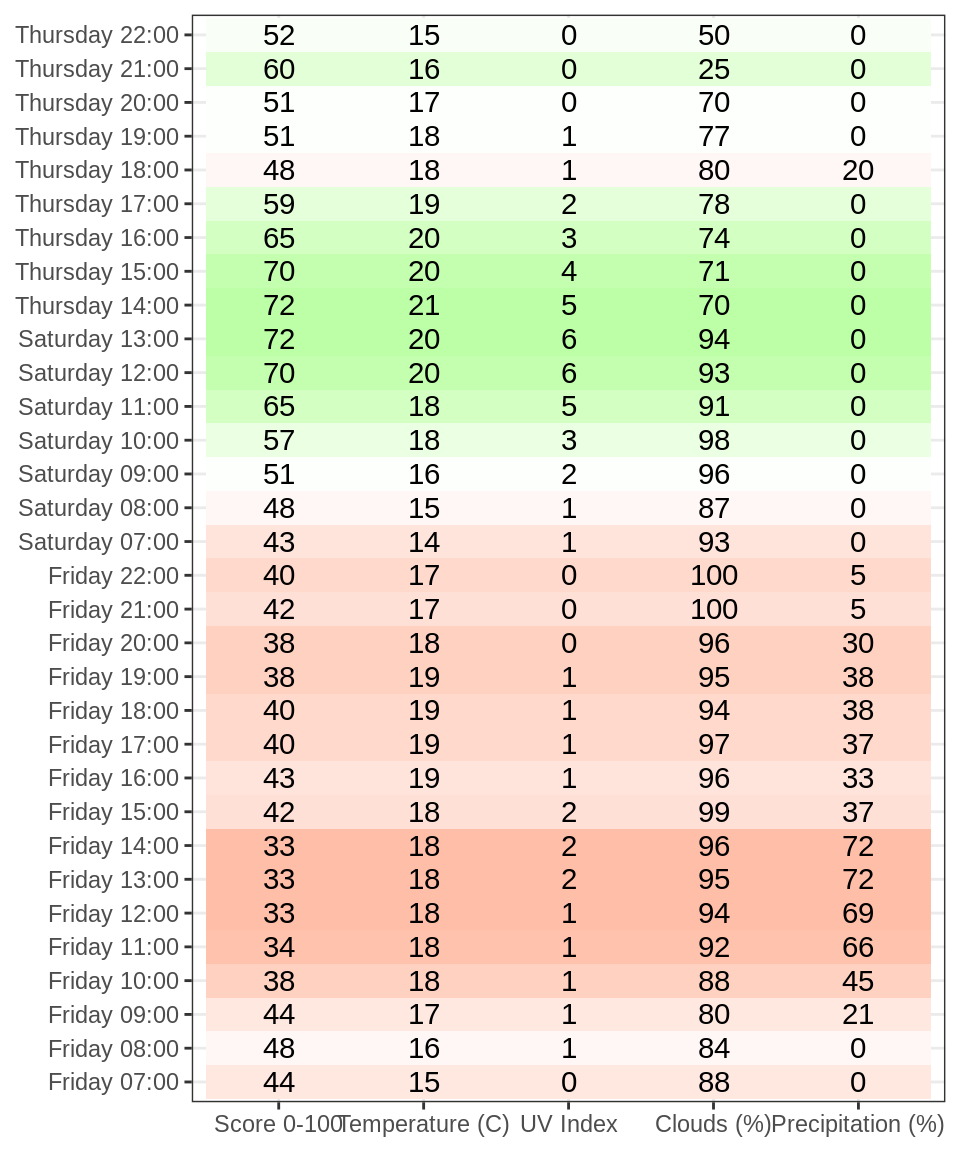 Thursday 22:00 52 15 0 50 0
Thursday 21:00 60 16 0 25 0
Thursday 20:00 51 17 0 70 0
Thursday 19:00 51 18 1 77 0
Thursday 18:00 48 18 1 80 20
Thursday 17:00 59 19 2 78 0
Thursday 16:00 65 20 3 74 0
Thursday 15:00 70 20 4 71 0
Thursday 14:00 72 21 5 70 0
Saturday 13:00 72 20 6 94 0
Saturday 12:00 70 20 6 93 0
Saturday 11:00 65 18 5 91 0
Saturday 10:00 57 18 3 98 0
Saturday 09:00 51 16 2 96 0
Saturday 08:00 48 15 1 87 0
Saturday 07:00 43 14 1 93 0
Friday 22:00 40 17 0 100 5
Friday 21:00 42 17 0 100 5
Friday 20:00 38 18 0 96 30
Friday 19:00 38 19 1 95 38
Friday 18:00 40 19 1 94 38
Friday 17:00 40 19 1 97 37
Friday 16:00 43 19 1 96 33
Friday 15:00 42 18 2 99 37
Friday 14:00 33 18 2 96 72
Friday 13:00 33 18 2 95 72
Friday 12:00 33 18 1 94 69
Friday 11:00 34 18 1 92 66
Friday 10:00 38 18 1 88 45
Friday 09:00 44 17 1 80 21
Friday 08:00 48 16 1 84 0
Friday 07:00 44 15 0 88 0
Score 0-100 Temperature (C) UV Index Clouds (%) Precipitation (%)